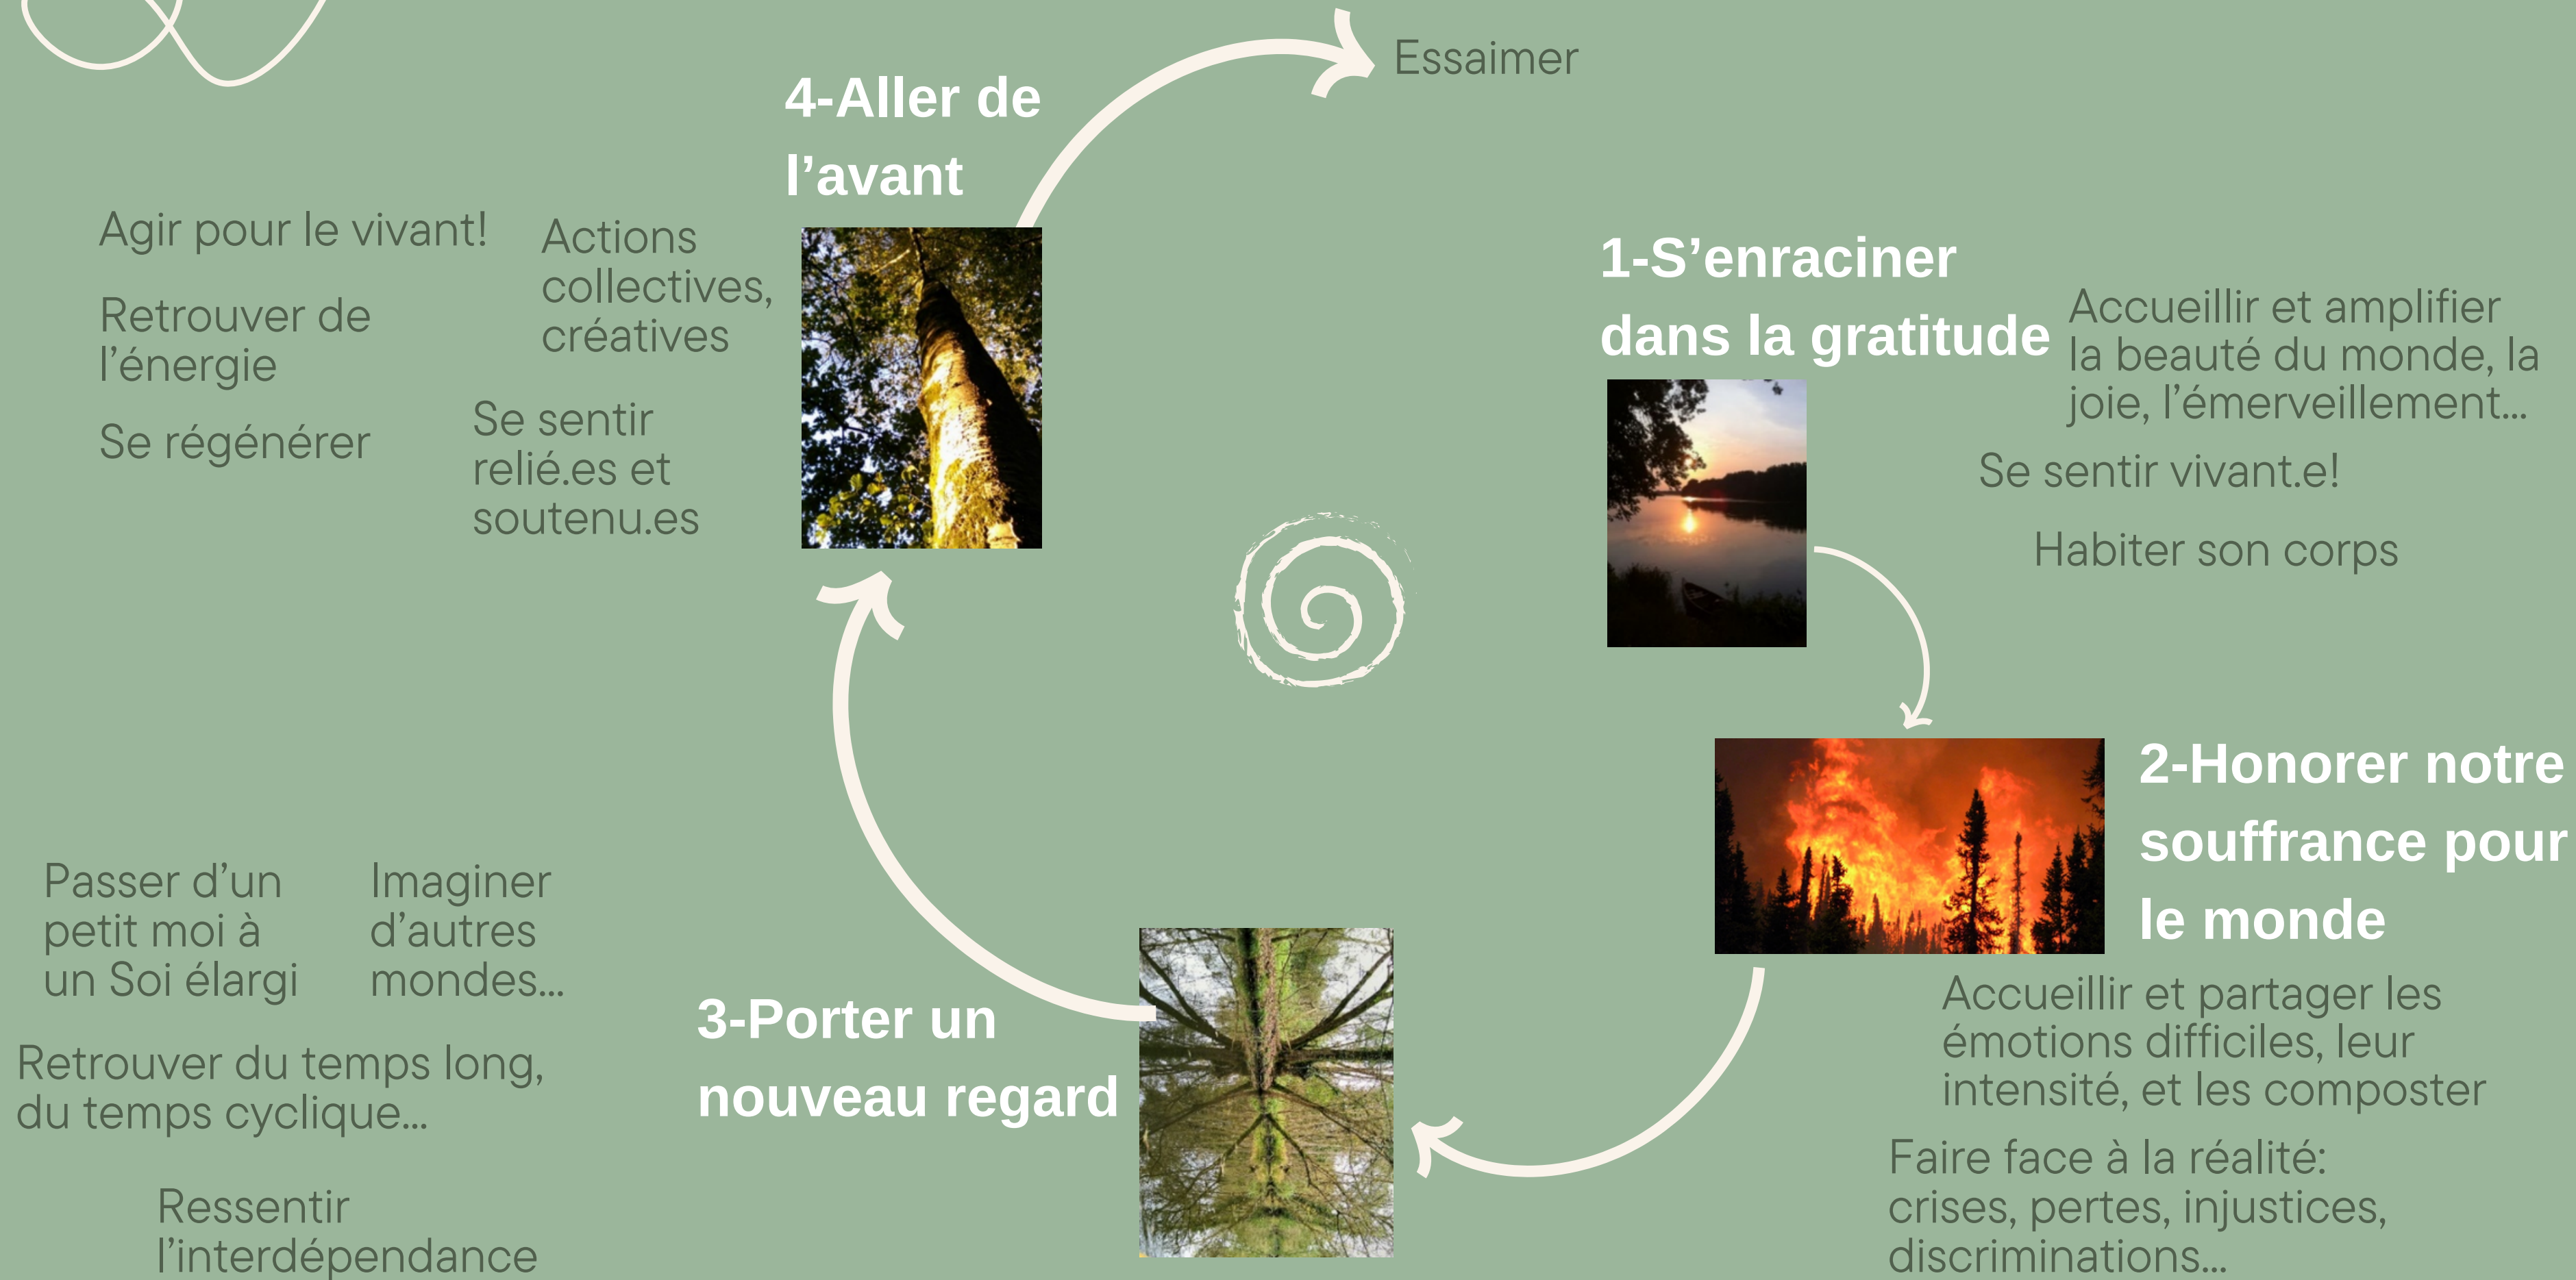 Essaimer
4-Aller de
l’avant
Agir pour le vivant!
Retrouver de
l’énergie
Se régénérer
Actions
collectives,
créatives
Se sentir
relié.es et
soutenu.es
1-S’enraciner
dans la gratitude
Accueillir et amplifier
la beauté du monde, la
joie, l’émerveillement...
Se sentir vivant.e!
Habiter son corps
2-Honorer notre
souffrance pour
le monde
Accueillir et partager les
émotions difficiles, leur
intensité, et les composter
Faire face à la réalité:
crises, pertes, injustices,
discriminations...
3-Porter un
nouveau regard
Passer d’un
petit moi à
un Soi élargi
Imaginer
d’autres
mondes...
Retrouver du temps long,
du temps cyclique...
Ressentir
l’interdépendance